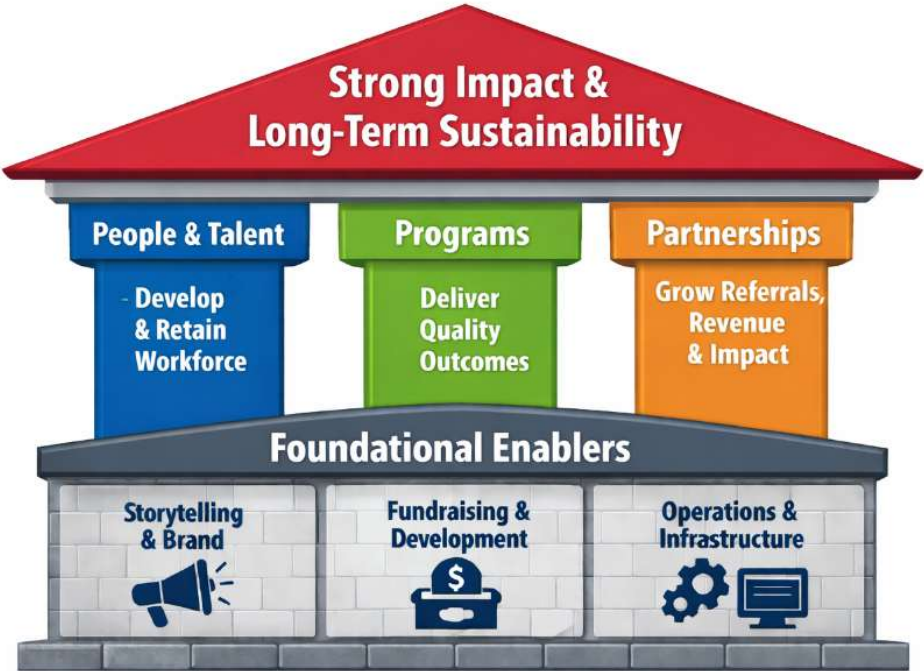 Strong Impact &
Long-Term Sustainability
People & Talent
- Develop
& Retain
Workforce
Programs
Deliver
Quality
Outcomes
Partnerships
Grow Referrals,
Revenue
& Impact
Foundational Enablers
Storytelling
& Brand
Fundraising &
Development
$
Operations &
Infrastructure